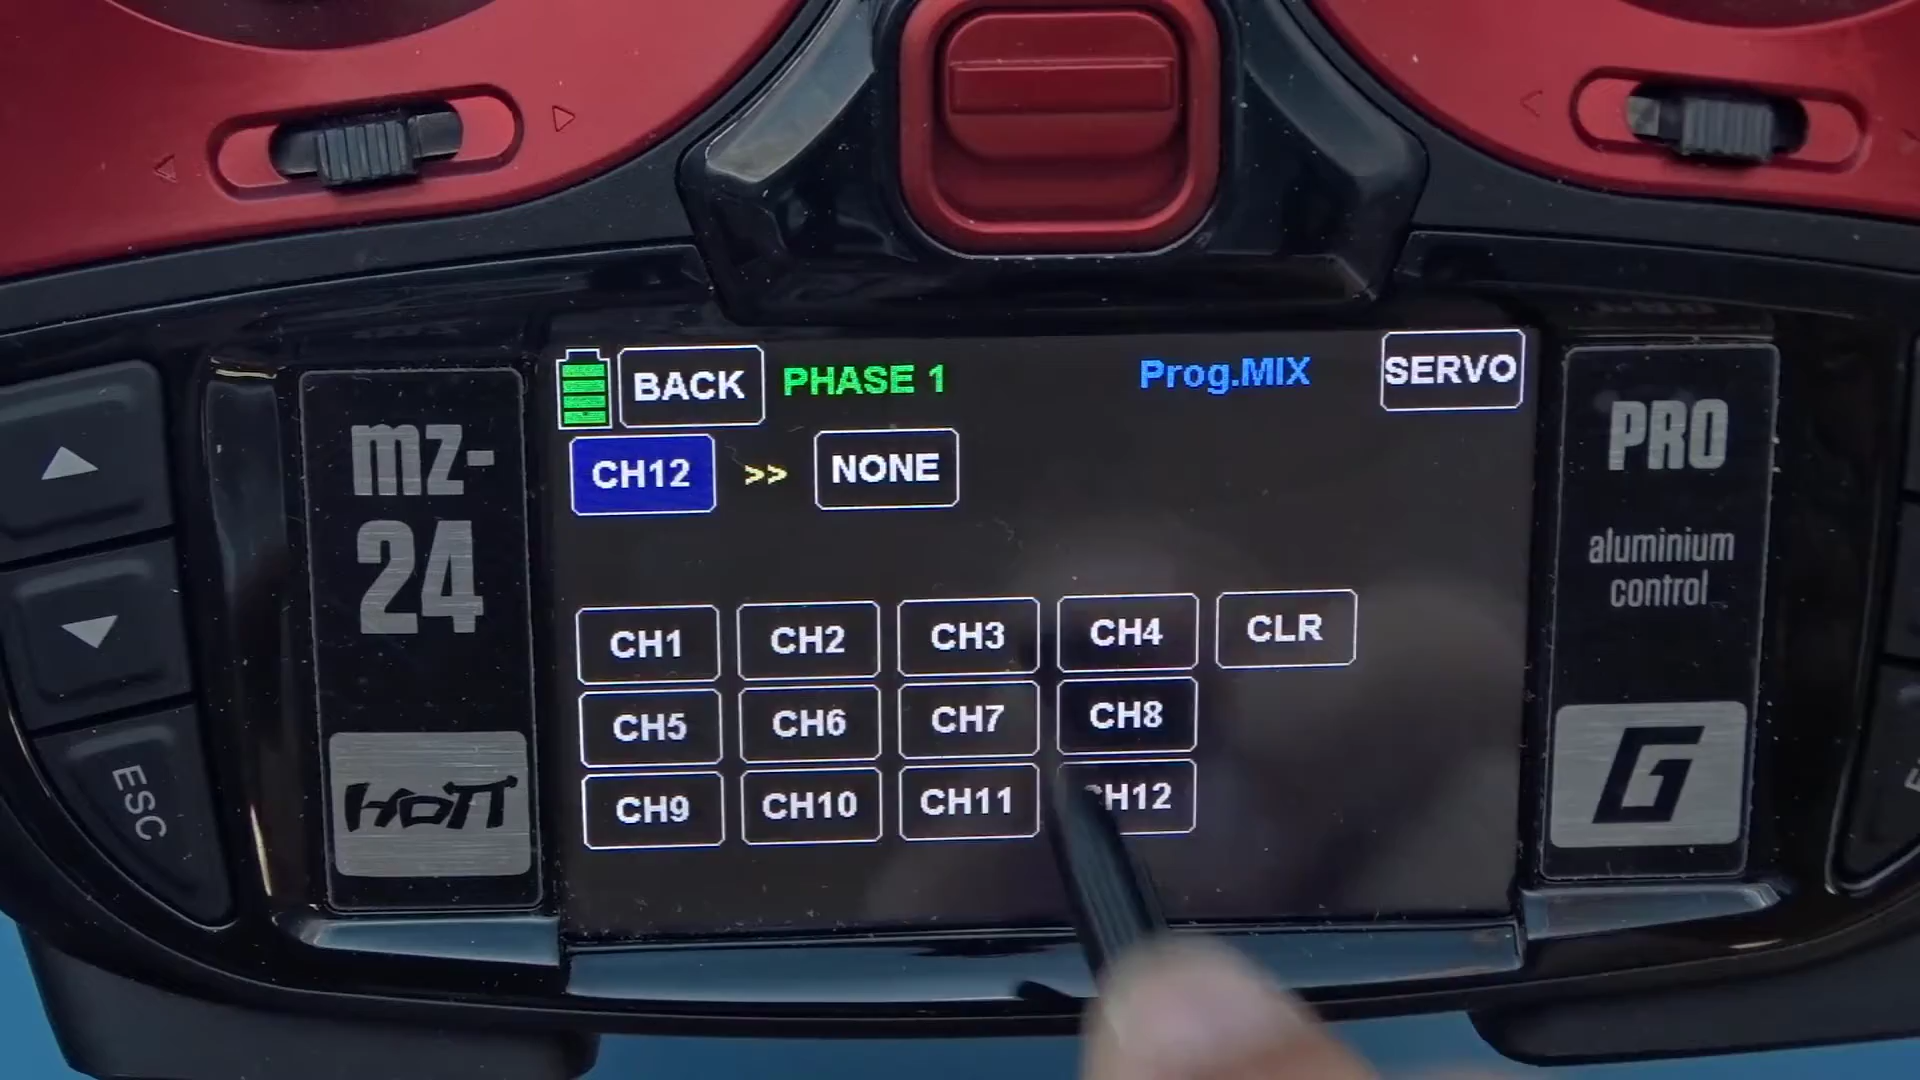 BACK PHASE 1 Prog.MIX SERVO
CH12 >> NONE
CH1 CH2 CH3 CH4 CLR
CH5 CH6 CH7 CH8
CH9 CH10 CH11 CH12
mz-
24
HOTT
PRO
aluminium
control
G
ESC